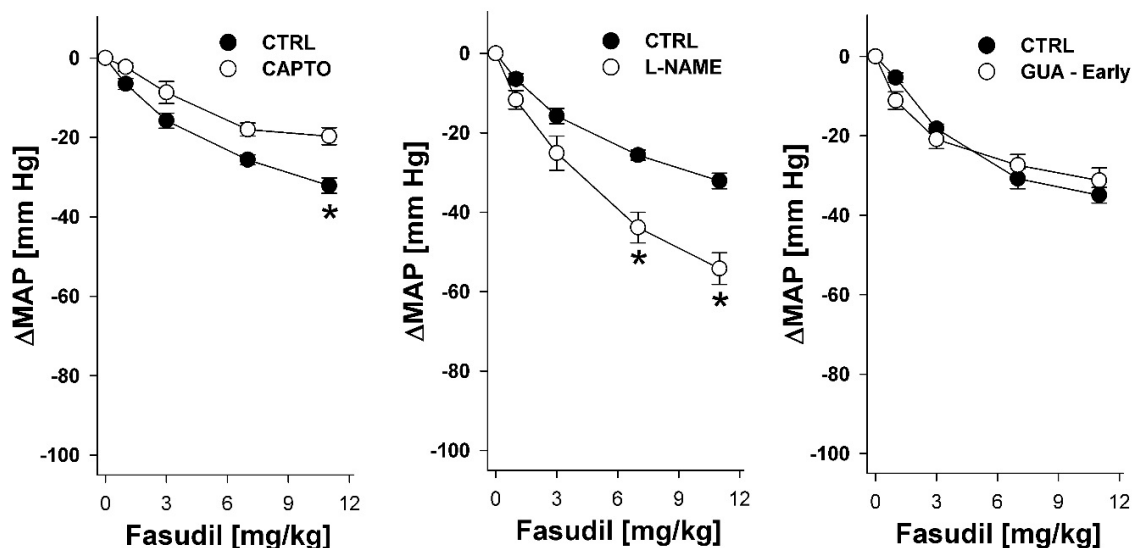 CTRL
CAPTO
0
-20
-40
-60
-80
-100
ΔMAP [mm Hg]
*
0 3 6 9 12
Fasudil [mg/kg]
CTRL
L-NAME
0
-20
-40
-60
-80
-100
ΔMAP [mm Hg]
*
*
0 3 6 9 12
Fasudil [mg/kg]
CTRL
GUA - Early
0
-20
-40
-60
-80
-100
ΔMAP [mm Hg]
0 3 6 9 12
Fasudil [mg/kg]